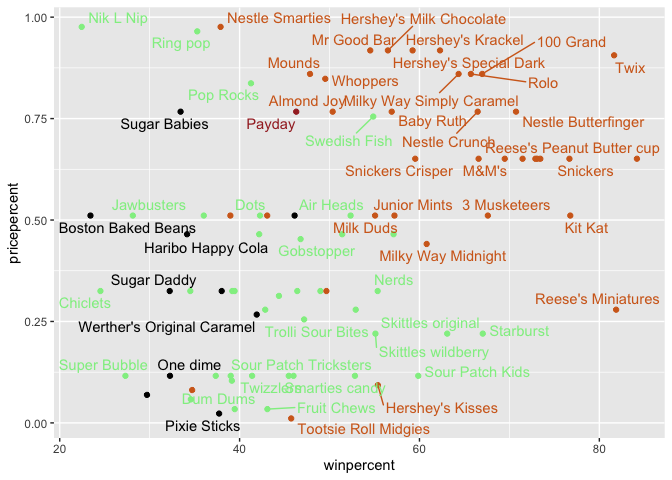 1.00
0.75
0.50
0.25
0.00
pricepercent
Nik L Nip
Nestle Smarties
Hershey's Milk Chocolate
Ring pop
Mr Good Bar
Hershey's Krackel
100 Grand
Mounds
Hershey's Special Dark
Twix
Whoppers
Rolo
Pop Rocks
Almond Joy
Milky Way Simply Caramel
Sugar Babies
Payday
Baby Ruth
Nestle Butterfinger
Swedish Fish
Nestle Crunch
Reese's Peanut Butter cup
Snickers Crisper
M&M's
Snickers
Jawbusters
Dots
Air Heads
Junior Mints
3 Musketeers
Boston Baked Beans
Milk Duds
Kit Kat
Haribo Happy Cola
Gobstopper
Milky Way Midnight
Sugar Daddy
Nerds
Chiclets
Reese's Miniatures
Werther's Original Caramel
Trolli Sour Bites
Skittles original
Starburst
Skittles wildberry
Super Bubble
One dime
Sour Patch Tricksters
Sour Patch Kids
Twizzlers
Smarties candy
Dum Dums
Fruit Chews
Hershey's Kisses
Pixie Sticks
Tootsie Roll Midgies
20
40
60
80
winpercent